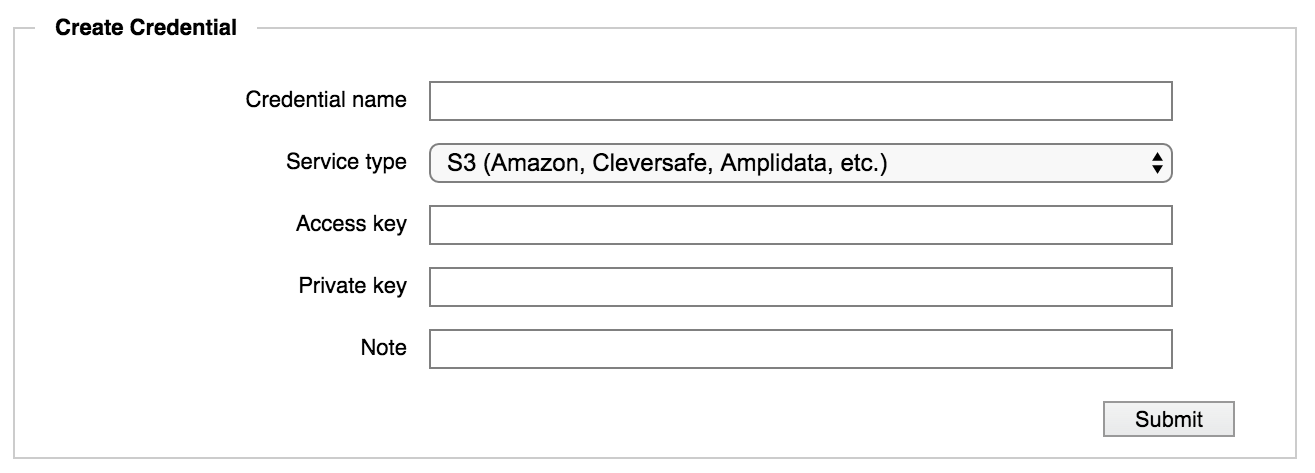 Create Credential
Credential name
Service type S3 (Amazon, Cleversafe, Amplidata, etc.)
Access key
Private key
Note
Submit